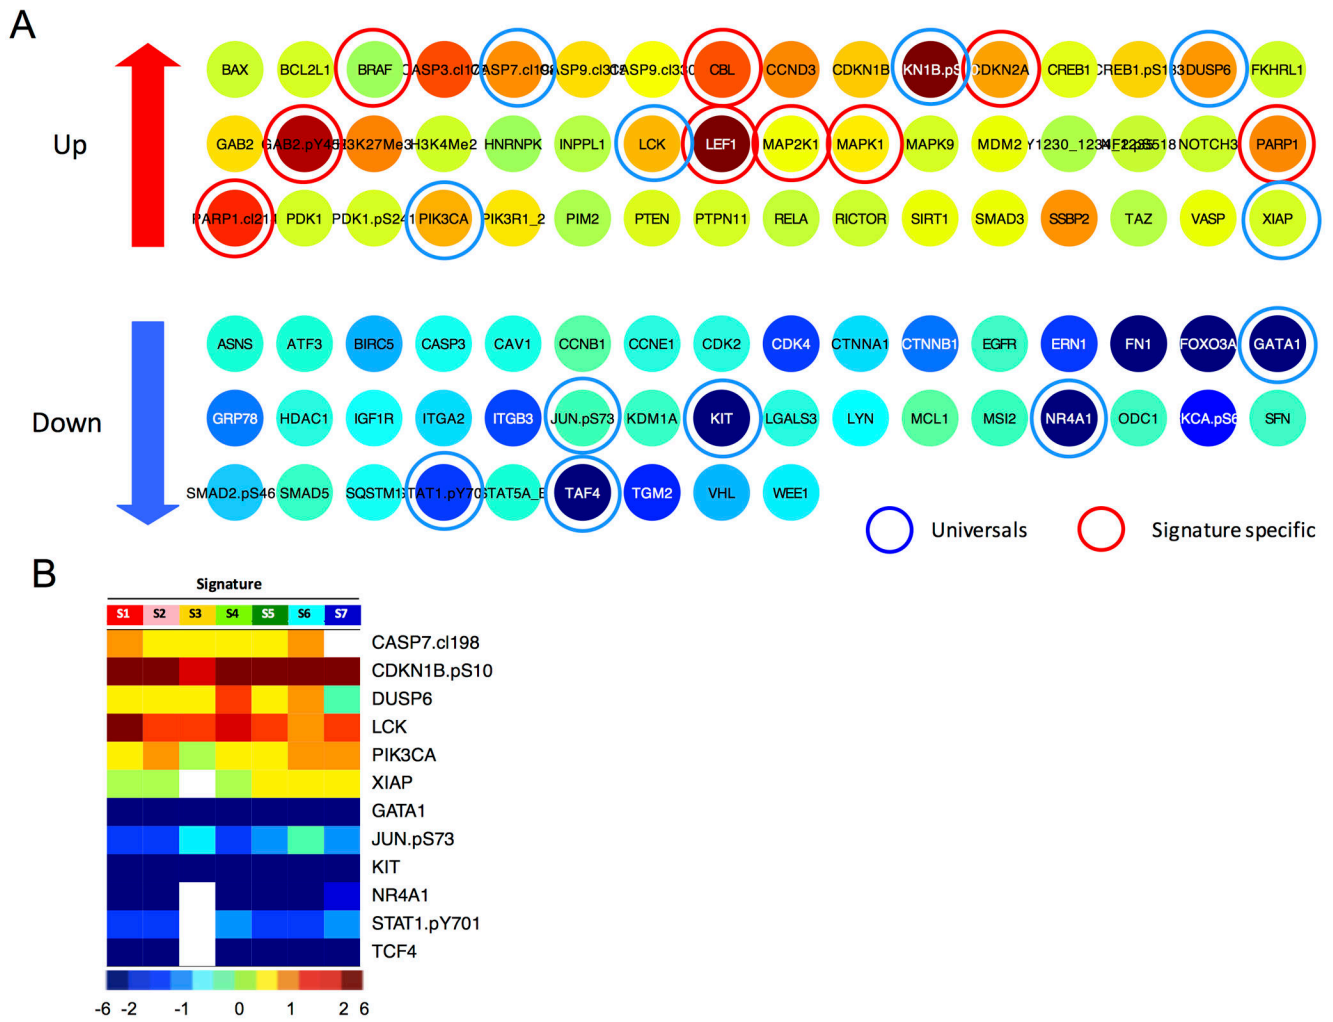 A
BAX BCL2L1 BRAF CBL CCND3 CDKN1B CDKN2A CREB1 DUSP6 FKHRL1
Up
GAB2 H3K27Me3 H3K4Me2 HNRNPK INPPL1 LCK LEF1 MAP2K1 MAPK1 MAPK9 MDM2 NOTCH3 PARP1
PDK1 PIK3CA PIK3R1_2 PIM2 PTEN PTPN11 RELA RICTOR SIRT1 SMAD3 SSBP2 TAZ VASP XIAP
ASNS ATF3 BIRC5 CASP3 CAV1 CCNB1 CCNE1 CDK2 CDK4 CTNNA1 CTNNB1 EGFR ERN1 FN1 FOXO3A GATA1
Down
GRP78 HDAC1 IGF1R ITGA2 ITGB3 JUN.pS73 KDM1A KIT LGALS3 LYN MCL1 MSI2 NR4A1 ODC1 SFN
SMAD2.pS46 SMAD5 SQSTM1 TAF4 TGM2 VHL WEE1
Universals
Signature specific
B
Signature
S1 S2 S3 S4 S5 S6 S7
CASP7.cl198
CDKN1B.pS10
DUSP6
LCK
PIK3CA
XIAP
GATA1
JUN.pS73
KIT
NR4A1
STAT1.pY701
TCF4
-6 -2 -1 0 1 2 6